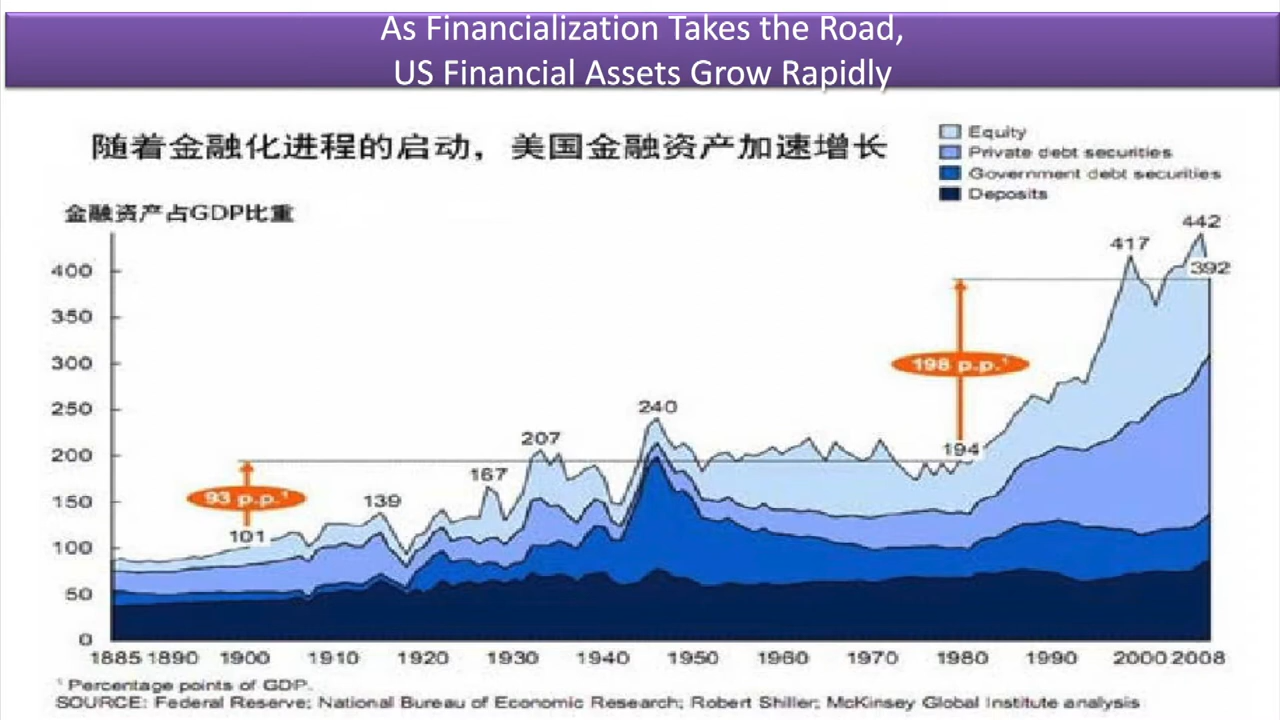 As Financialization Takes the Road,
US Financial Assets Grow Rapidly
随着金融化进程的启动，美国金融资产加速增长
Equity
Private debt securities
Government debt securities
Deposits
金融资产占GDP比重
442
417
400
392
350
300
198 p.p.¹
250
240
207
200
194
167
150
93 p.p.¹
139
101
100
50
0
1885 1890 1900 1910 1920 1930 1940 1950 1960 1970 1980 1990 2000 2008
¹ Percentage points of GDP.
SOURCE: Federal Reserve; National Bureau of Economic Research; Robert Shiller; McKinsey Global Institute analysis